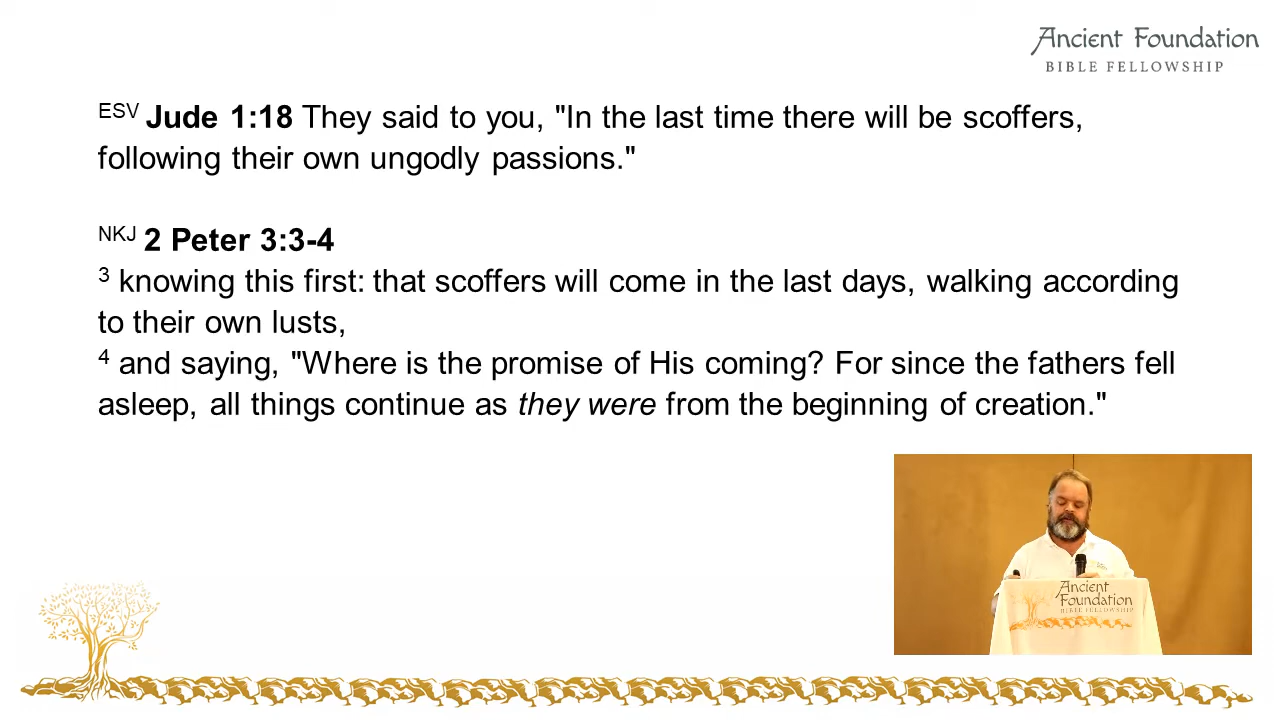 Ancient Foundation
BIBLE FELLOWSHIP
ESV Jude 1:18 They said to you, "In the last time there will be scoffers,
following their own ungodly passions."
NKJ 2 Peter 3:3-4
3 knowing this first: that scoffers will come in the last days, walking according
to their own lusts,
4 and saying, "Where is the promise of His coming? For since the fathers fell
asleep, all things continue as they were from the beginning of creation."
Ancient
Foundation
BIBLE FELLOWSHIP